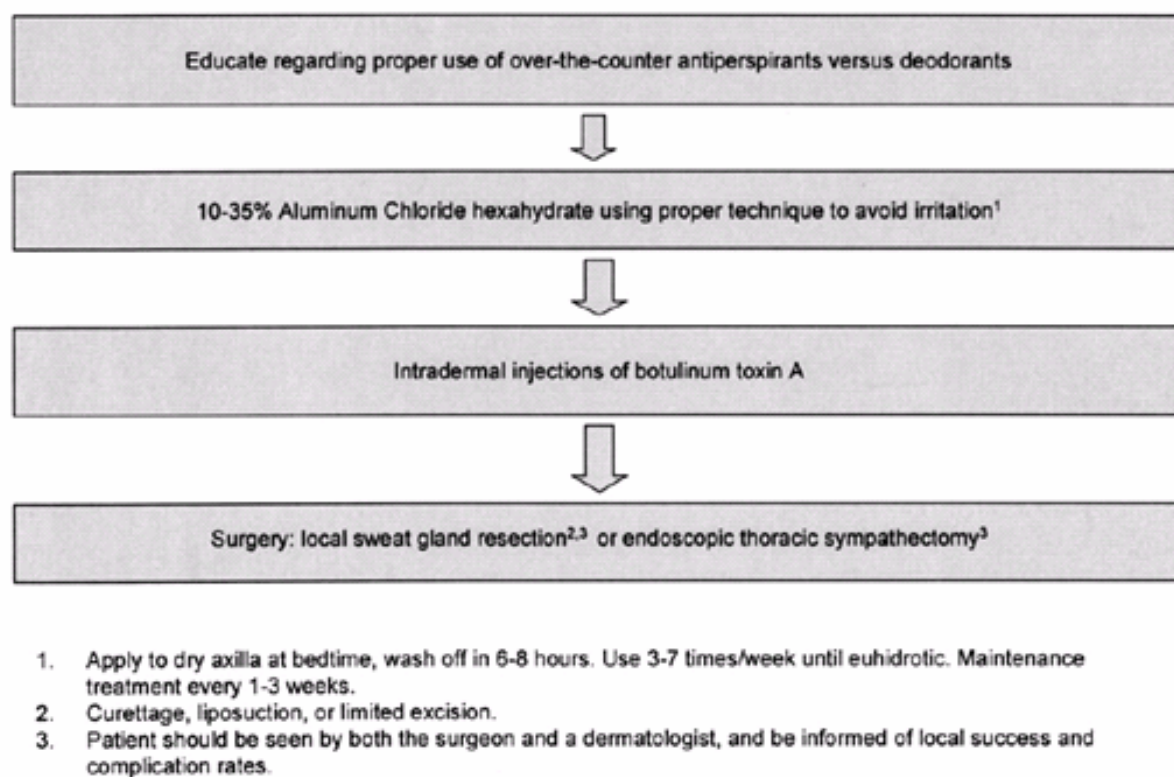 Educate regarding proper use of over-the-counter antiperspirants versus deodorants
10-35% Aluminum Chloride hexahydrate using proper technique to avoid irritation¹
Intradermal injections of botulinum toxin A
Surgery: local sweat gland resection²,³ or endoscopic thoracic sympathectomy³
1. Apply to dry axilla at bedtime, wash off in 6-8 hours. Use 3-7 times/week until euhidrotic. Maintenance
treatment every 1-3 weeks.
2. Curettage, liposuction, or limited excision.
3. Patient should be seen by both the surgeon and a dermatologist, and be informed of local success and
complication rates.